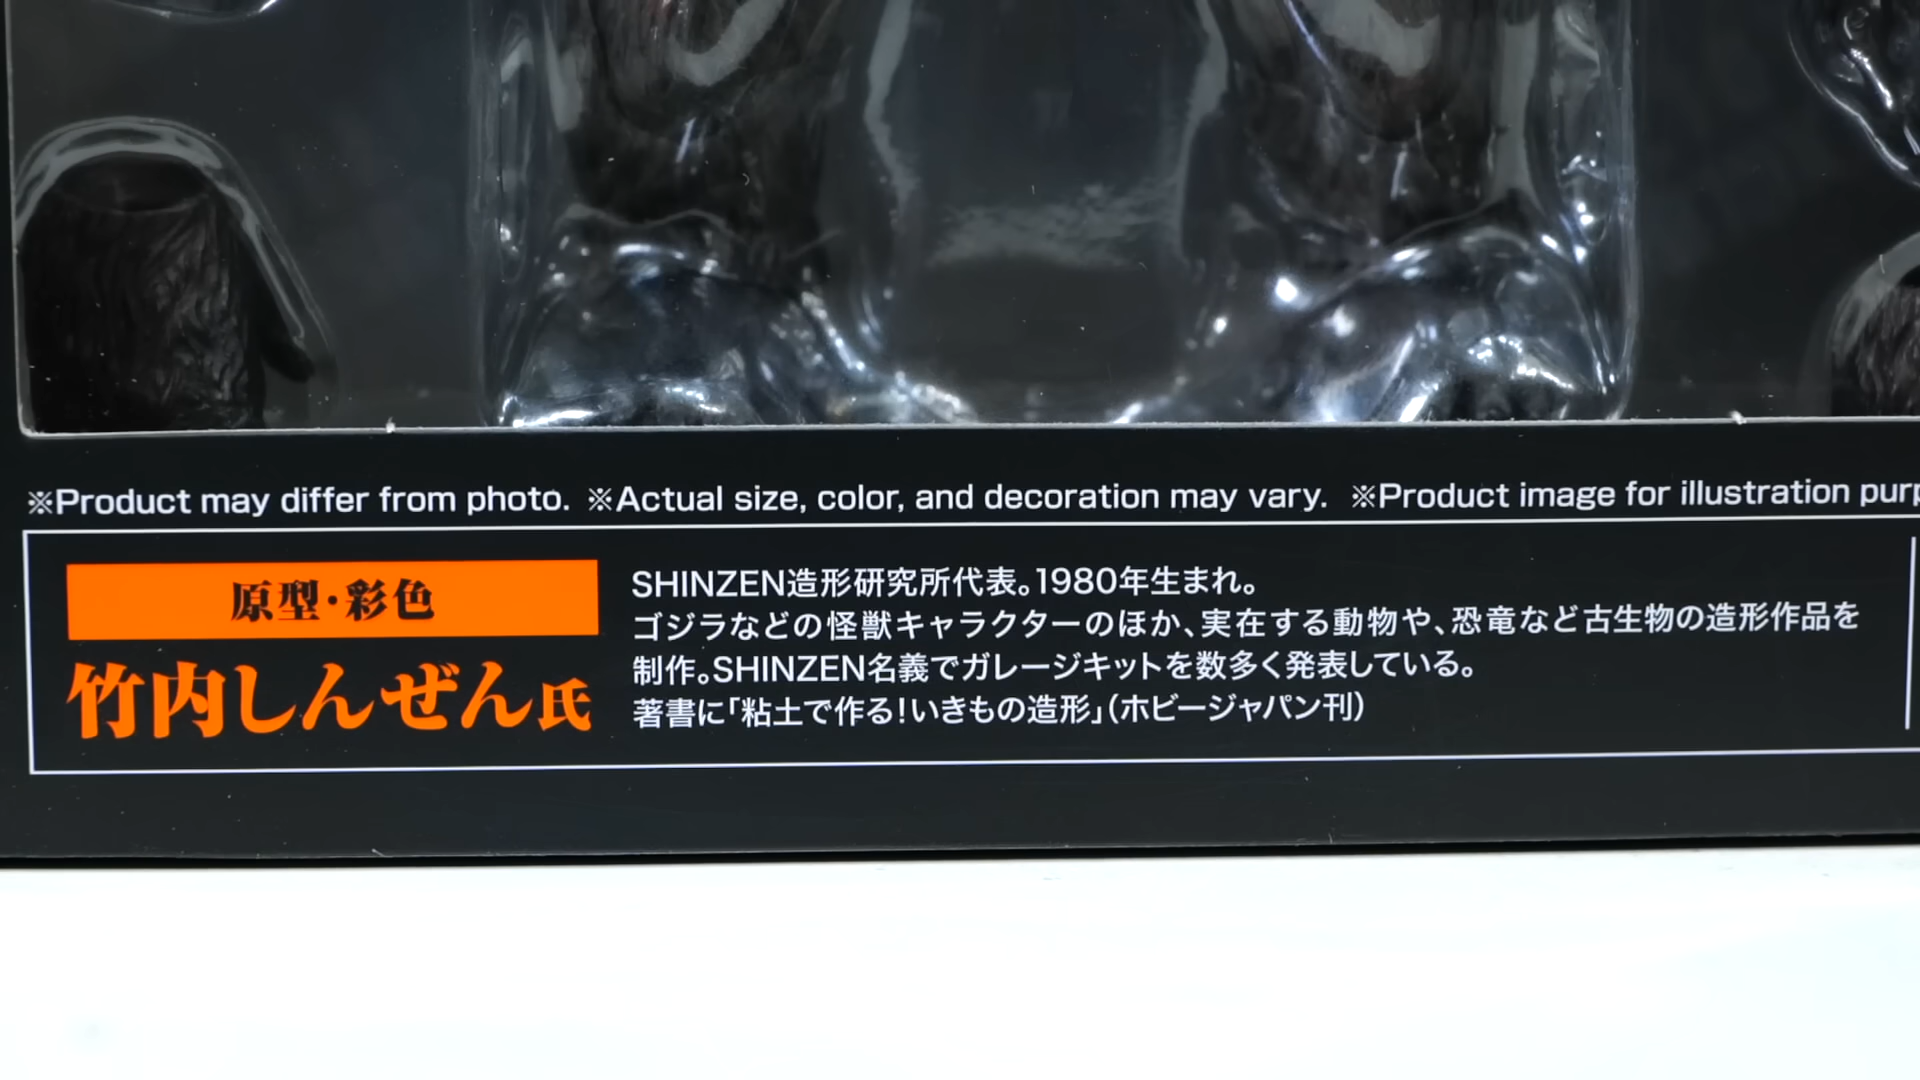 ※Product may differ from photo. ※Actual size, color, and decoration may vary. ※Product image for illustration
原型・彩色
竹内しんぜん氏
SHINZEN造形研究所代表。1980年生まれ。
ゴジラなどの怪獣キャラクターのほか、実在する動物や、恐竜など古生物の造形作品を
制作。SHINZEN名義でガレージキットを数多く発表している。
著書に「粘土で作る!いきもの造形」(ホビージャパン刊)